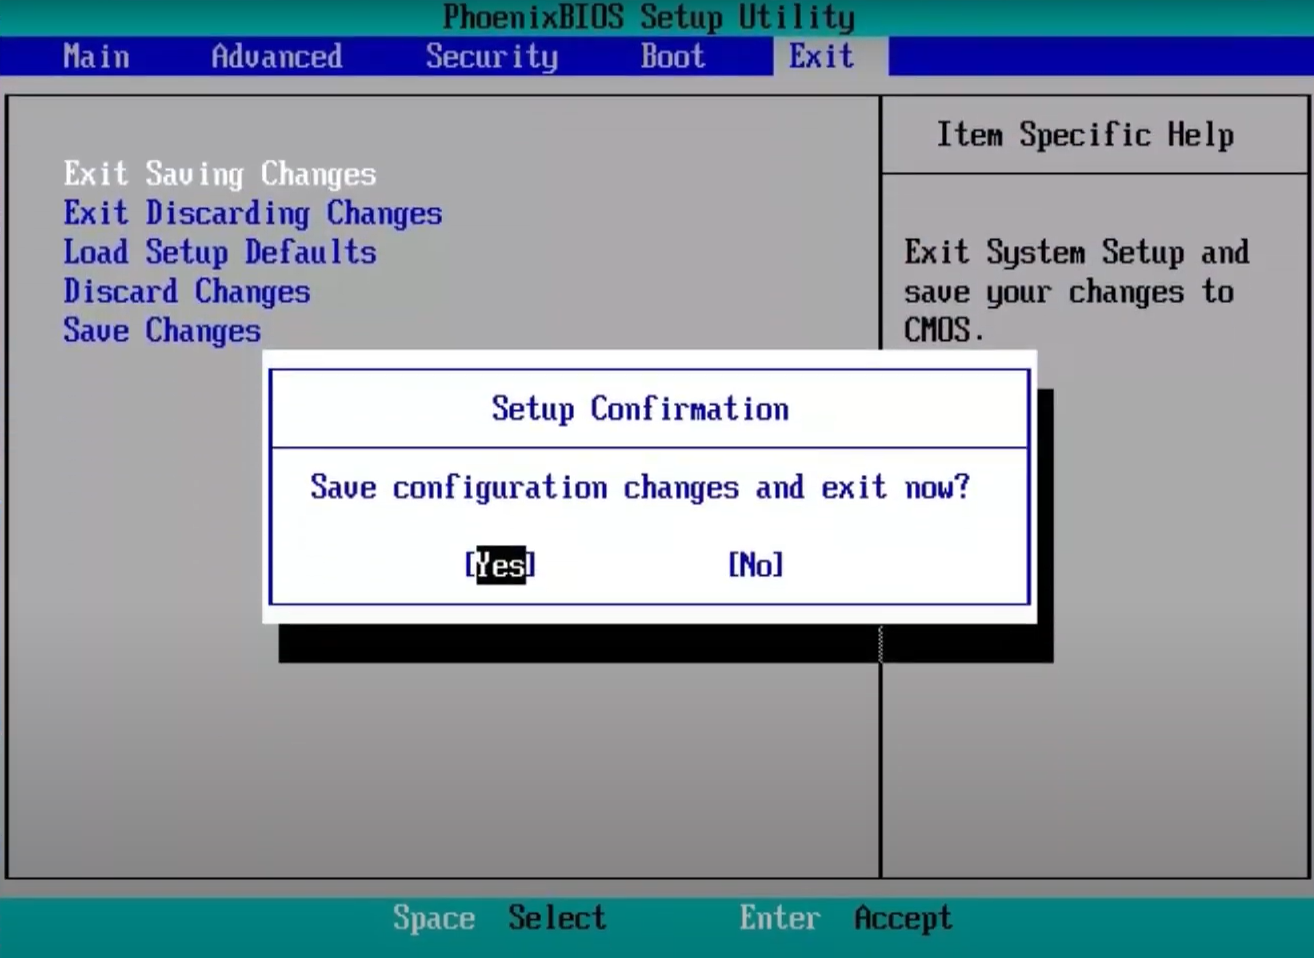 PhoenixBIOS Setup Utility
Main Advanced Security Boot Exit
Item Specific Help
Exit Saving Changes
Exit Discarding Changes
Load Setup Defaults
Discard Changes
Save Changes
Exit System Setup and
save your changes to
CMOS.
Setup Confirmation
Save configuration changes and exit now?
[Yes] [No]
Space Select Enter Accept